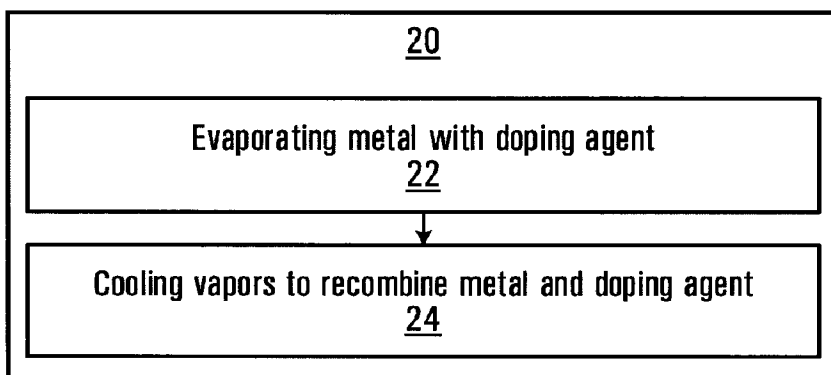 20
Evaporating metal with doping agent
22
Cooling vapors to recombine metal and doping agent
24